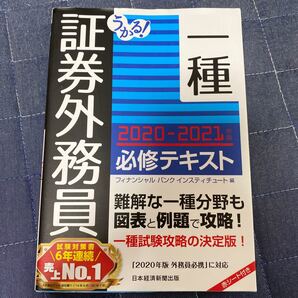 うかる!
証券外務員
一種
2020-2021年版
必修テキスト
フィナンシャル バンク インスティチュート 編
難解な一種分野も
図表と例題で攻略!
一種試験攻略の決定版!
試験対策書
6年連続
売上No.1
「2020年版 外務員必携」に対応
日本経済新聞出版
赤シート付き